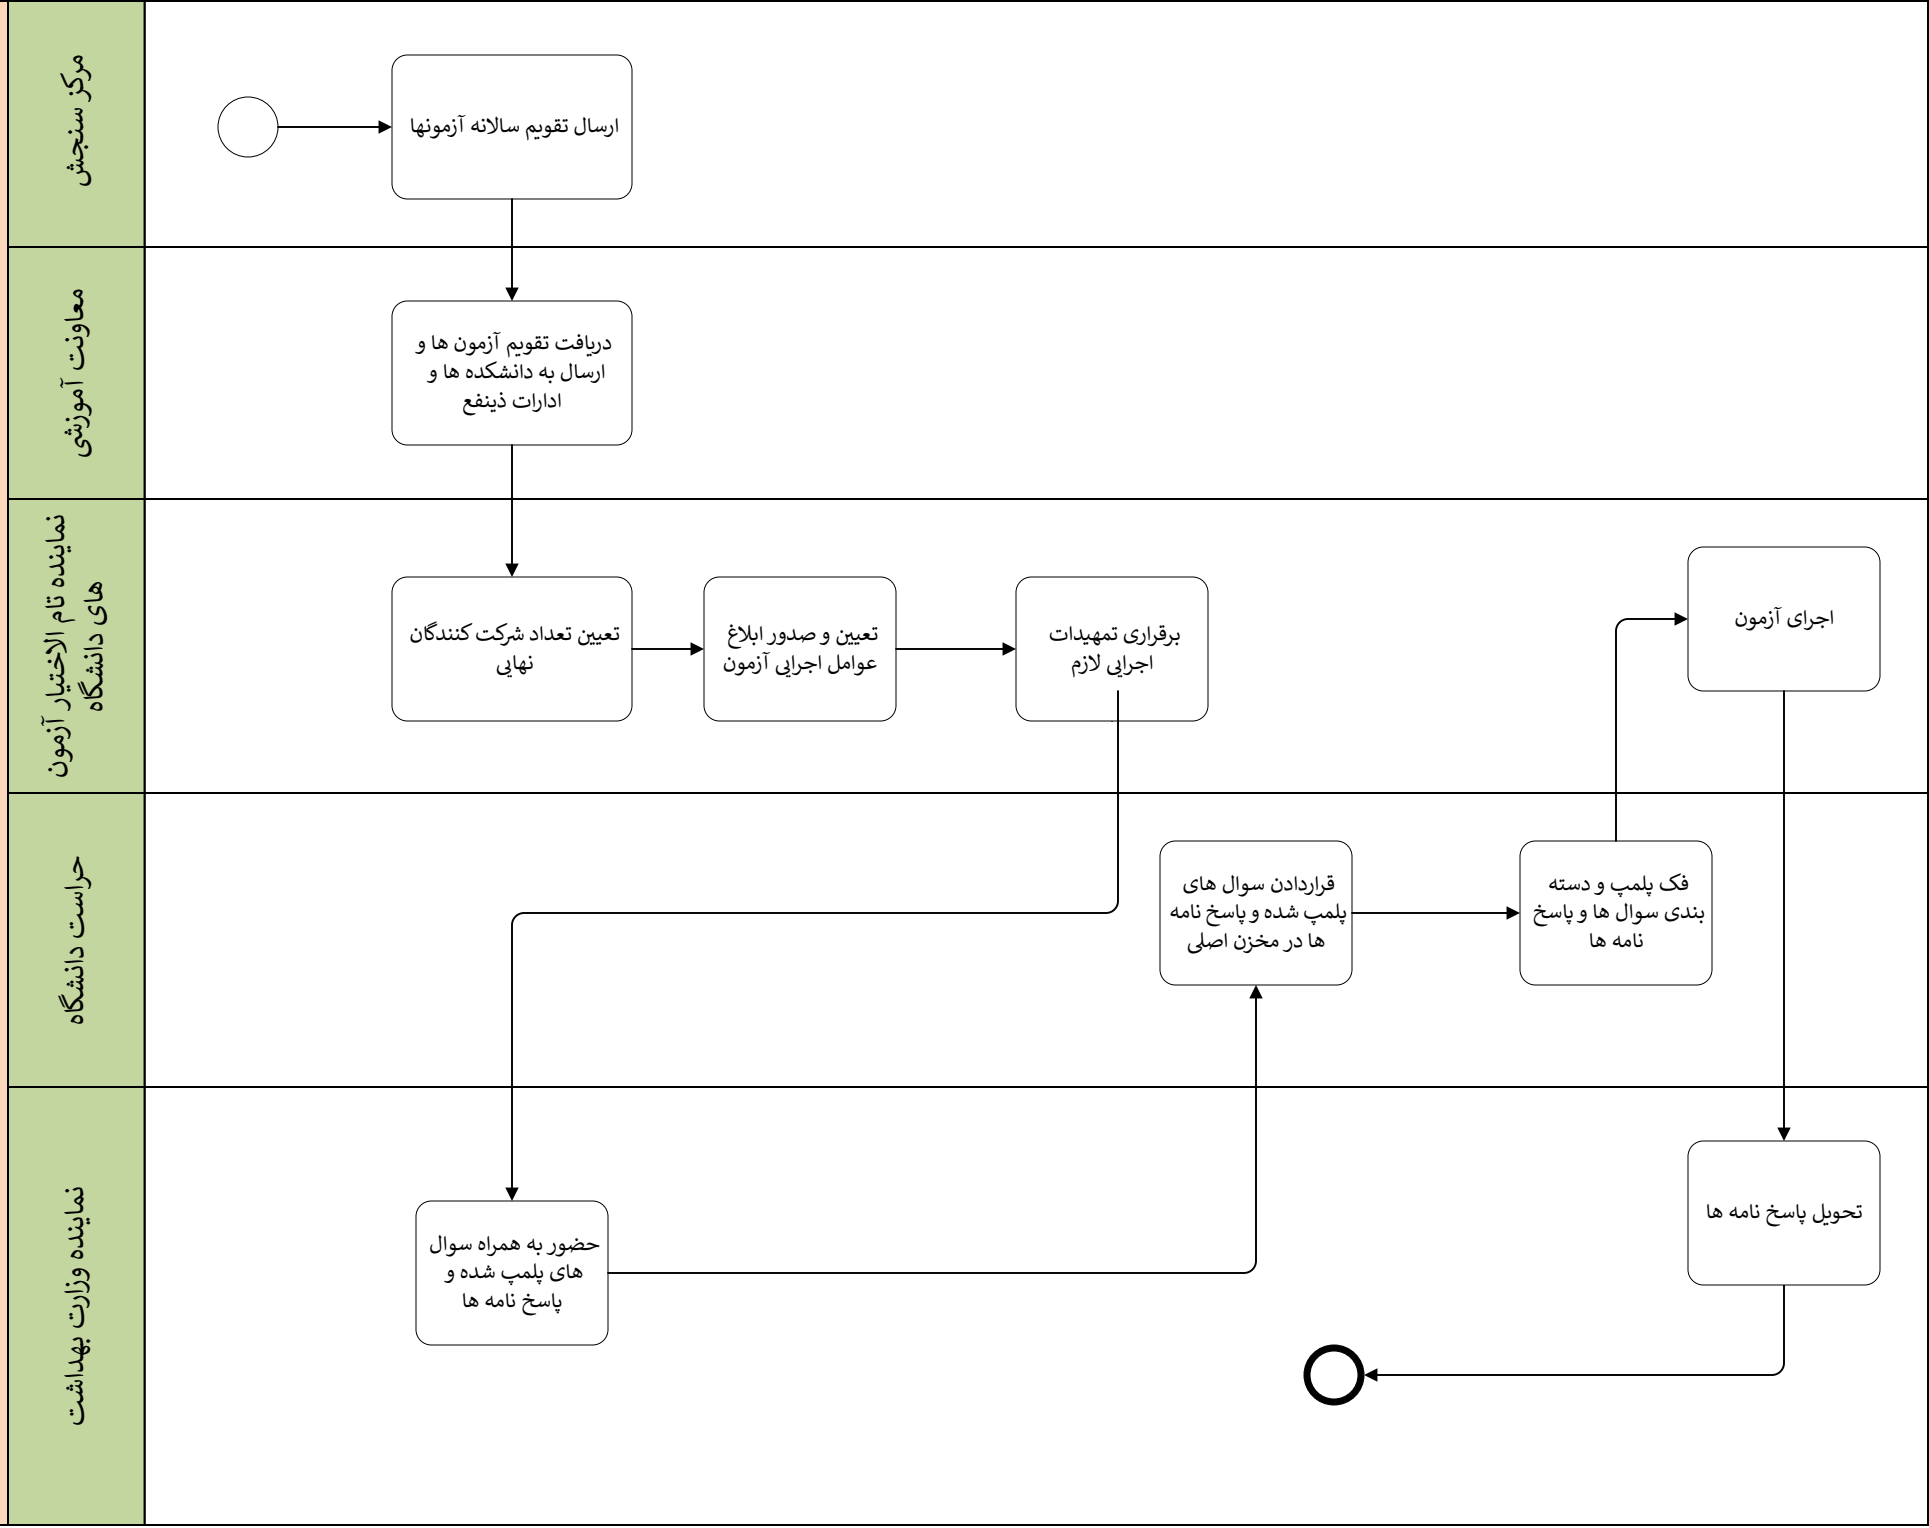 مرکز سنجش
ارسال تقویم سالانه آزمونها
معاونت آموزشی
دریافت تقویم آزمون ها و
ارسال به دانشکده ها و
ادارات ذینفع
نماینده تام الاختیار آزمون
های دانشگاه
تعیین تعداد شرکت کنندگان
نهایی
تعیین و صدور ابلاغ
عوامل اجرایی آزمون
برقراری تمهیدات
اجرایی لازم
اجرای آزمون
حراست دانشگاه
قراردادن سوال های
پلمپ شده و پاسخ نامه
ها در مخزن اصلی
فک پلمپ و دسته
بندی سوال ها و پاسخ
نامه ها
نماینده وزارت بهداشت
حضور به همراه سوال
های پلمپ شده و
پاسخ نامه ها
تحویل پاسخ نامه ها